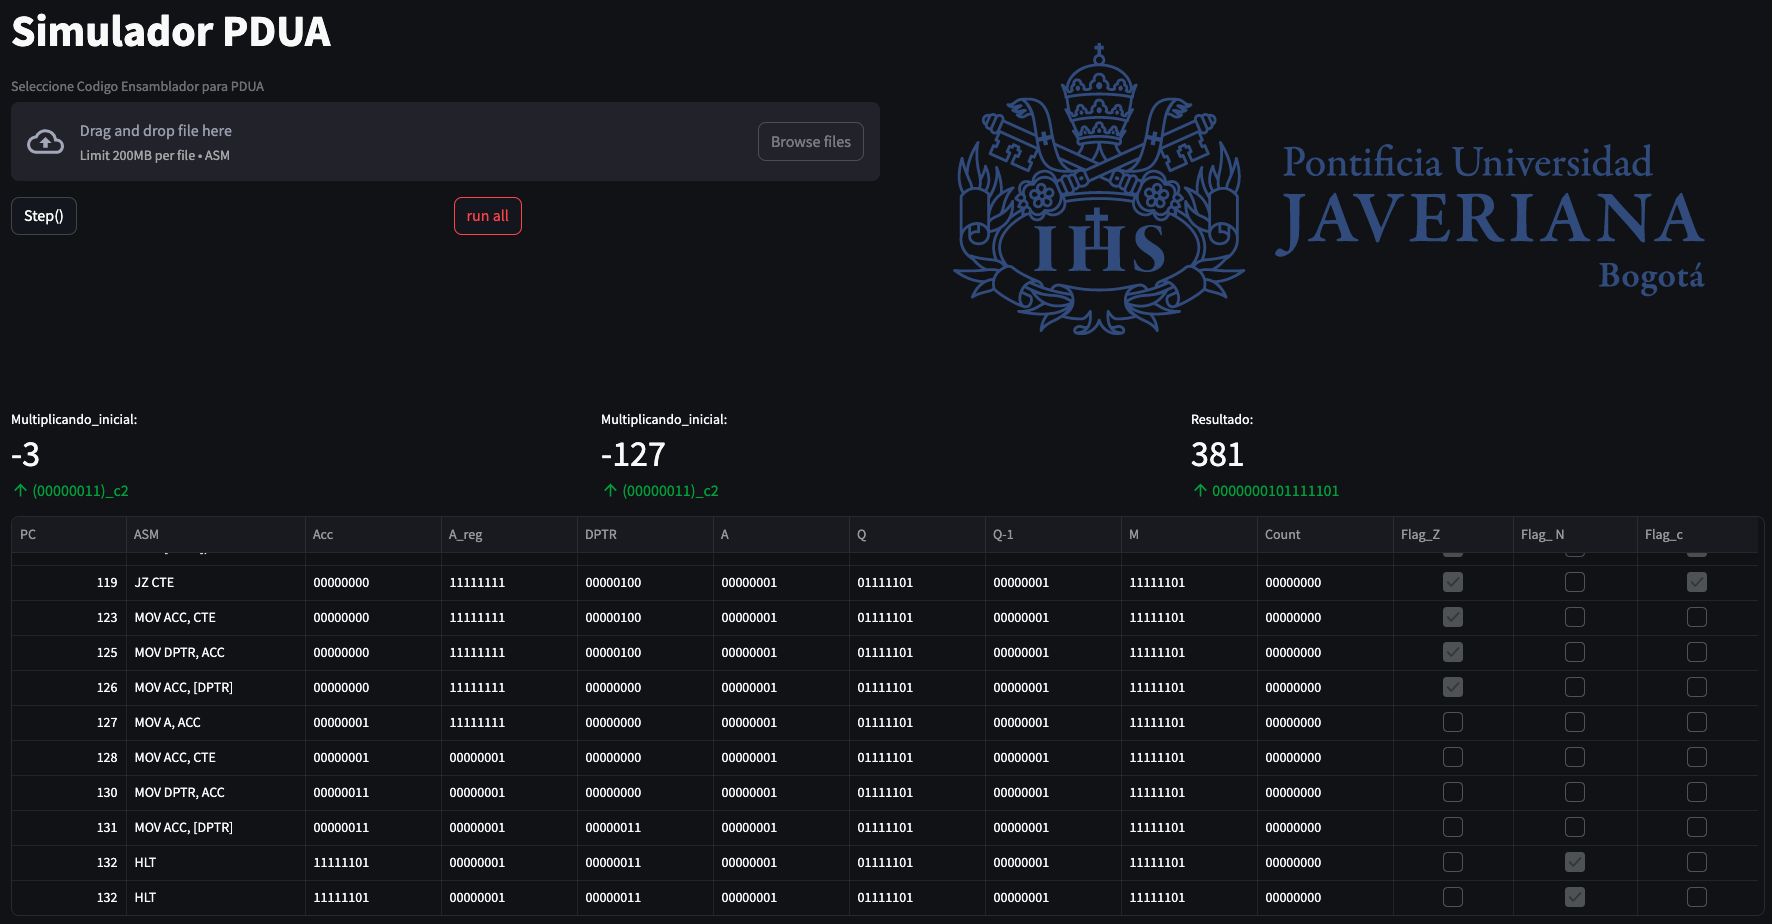 Simulador PDUA
Seleccione Codigo Ensamblador para PDUA
Drag and drop file here
Limit 200MB per file • ASM
Browse files
Step()
run all
IHS
Pontificia Universidad
JAVERIANA
Bogotá
Multiplicando_inicial:
-3
(00000011)_c2
Multiplicando_inicial:
-127
(00000011)_c2
Resultado:
381
0000000101111101
PC ASM Acc A_reg DPTR A Q Q-1 M Count Flag_Z Flag_ N Flag_c
119 JZ CTE 00000000 11111111 00000100 00000001 01111101 00000001 11111101 00000000
123 MOV ACC, CTE 00000000 11111111 00000100 00000001 01111101 00000001 11111101 00000000
125 MOV DPTR, ACC 00000000 11111111 00000100 00000001 01111101 00000001 11111101 00000000
126 MOV ACC, [DPTR] 00000000 11111111 00000000 00000001 01111101 00000001 11111101 00000000
127 MOV A, ACC 00000001 11111111 00000000 00000001 01111101 00000001 11111101 00000000
128 MOV ACC, CTE 00000001 00000001 00000000 00000001 01111101 00000001 11111101 00000000
130 MOV DPTR, ACC 00000011 00000001 00000000 00000001 01111101 00000001 11111101 00000000
131 MOV ACC, [DPTR] 00000011 00000001 00000011 00000001 01111101 00000001 11111101 00000000
132 HLT 11111101 00000001 00000011 00000001 01111101 00000001 11111101 00000000
132 HLT 11111101 00000001 00000011 00000001 01111101 00000001 11111101 00000000